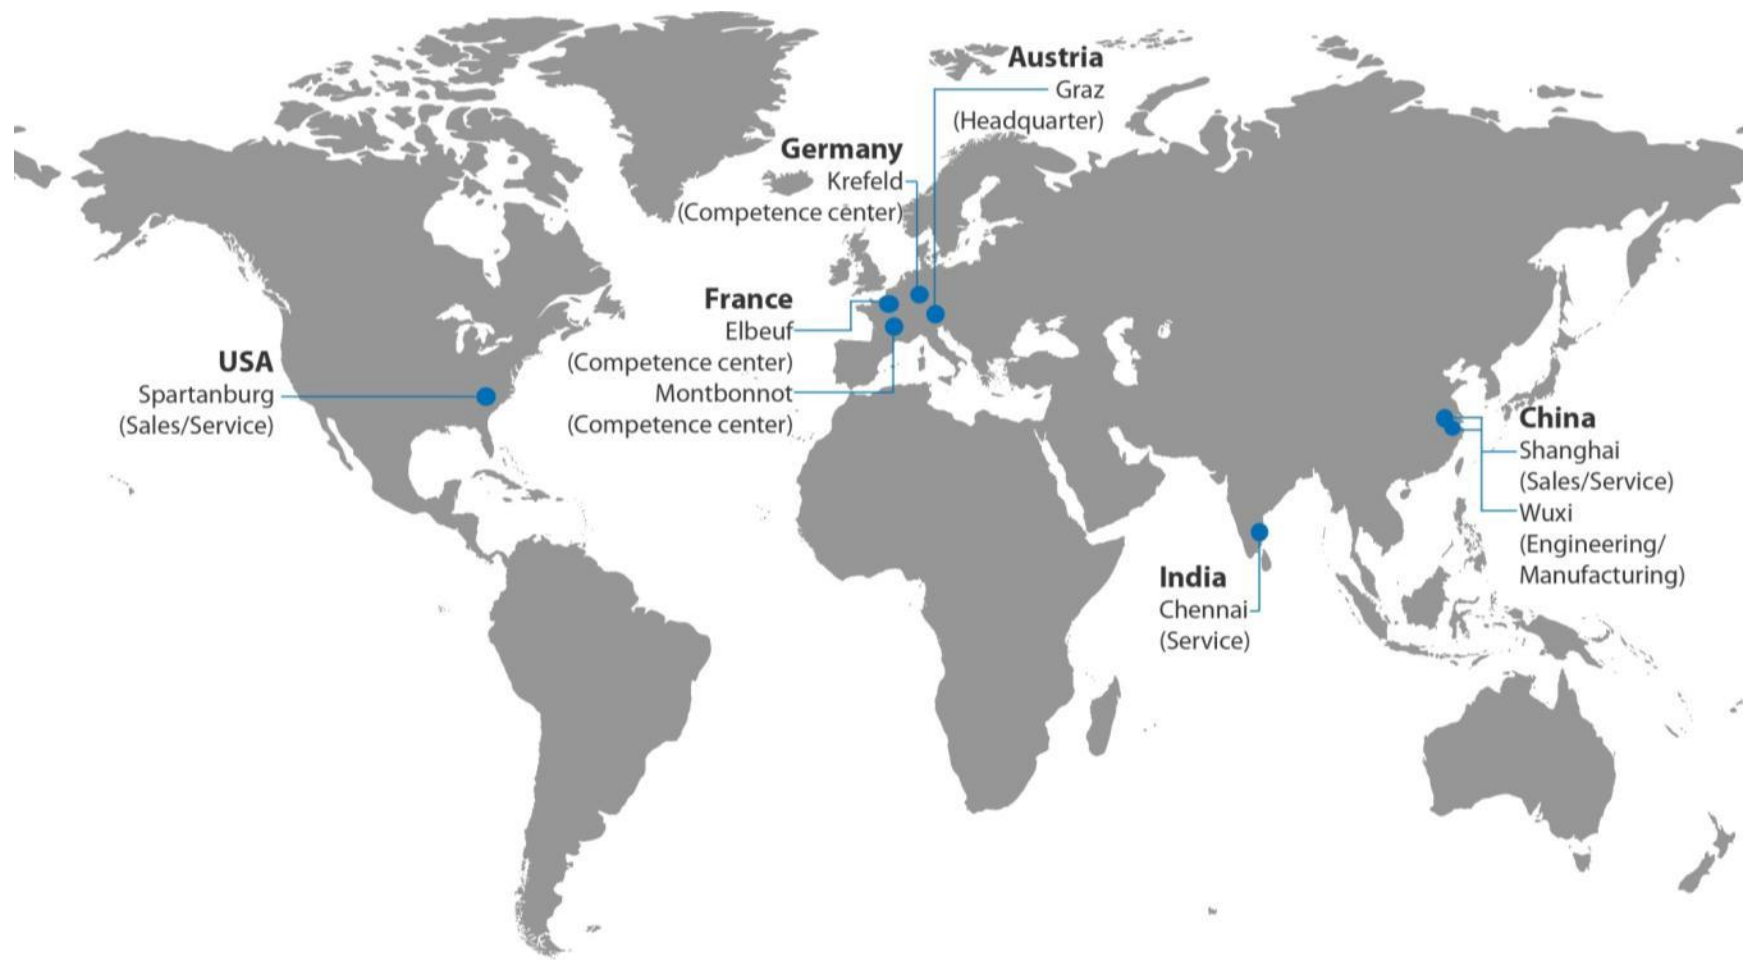 Austria
Graz
(Headquarter)
Germany
Krefeld
(Competence center)
France
Elbeuf
(Competence center)
Montbonnot
(Competence center)
USA
Spartanburg
(Sales/Service)
China
Shanghai
(Sales/Service)
Wuxi
(Engineering/
Manufacturing)
India
Chennai
(Service)